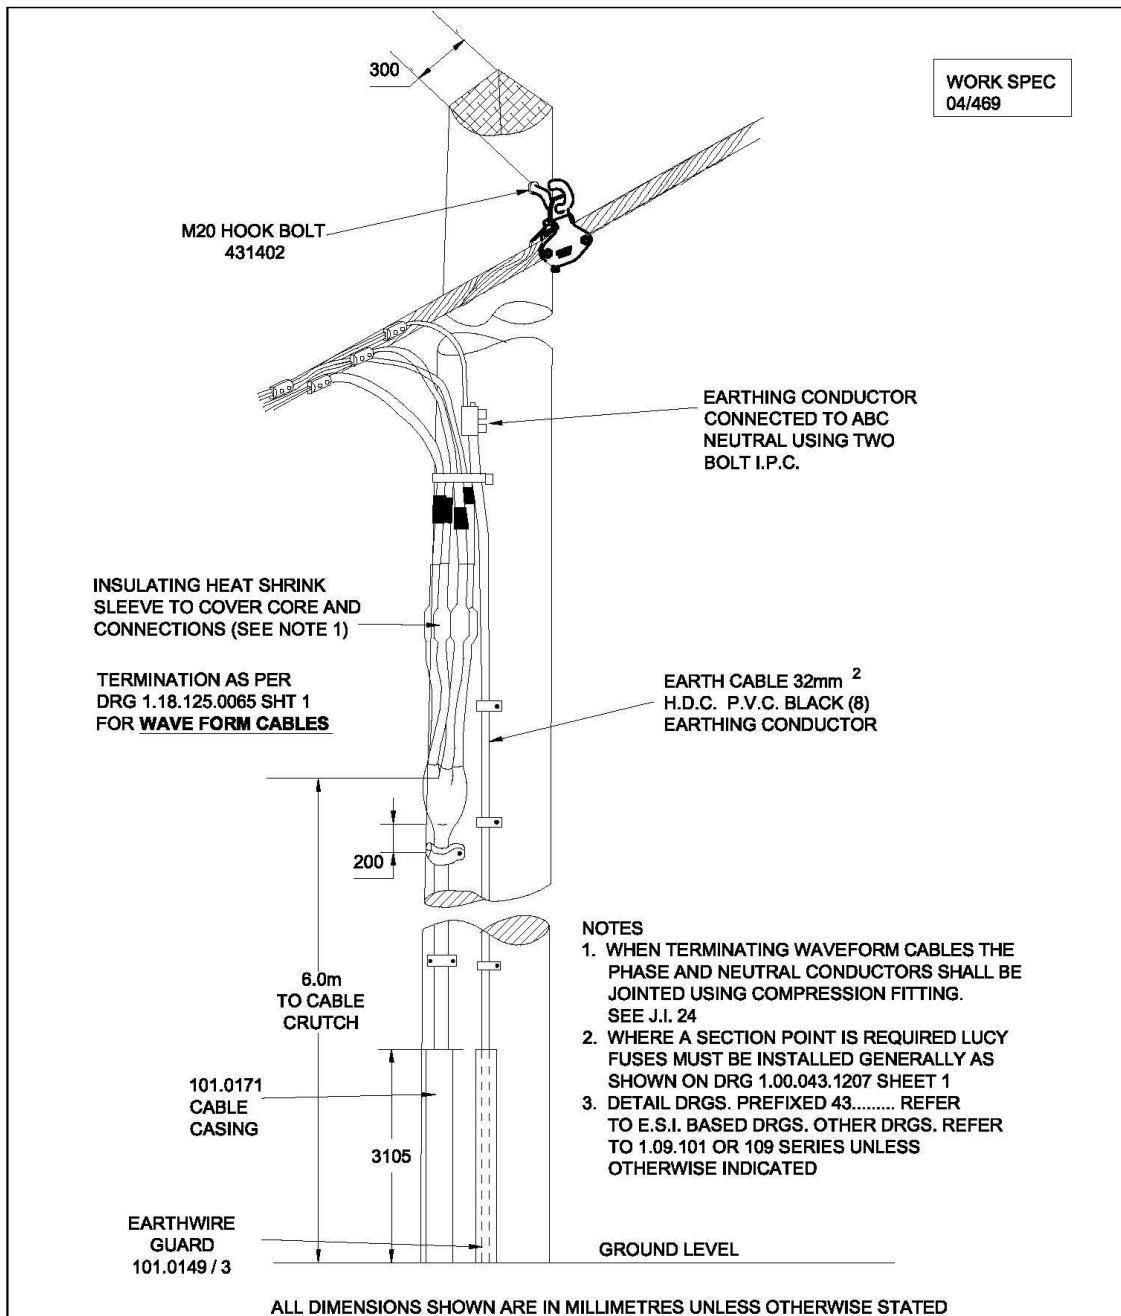 300
WORK SPEC
04/469
M20 HOOK BOLT
431402
EARTHING CONDUCTOR
CONNECTED TO ABC
NEUTRAL USING TWO
BOLT I.P.C.
INSULATING HEAT SHRINK
SLEEVE TO COVER CORE AND
CONNECTIONS (SEE NOTE 1)
TERMINATION AS PER
DRG 1.18.125.0065 SHT 1
FOR WAVE FORM CABLES
EARTH CABLE 32mm 2
H.D.C. P.V.C. BLACK (8)
EARTHING CONDUCTOR
200
6.0m
TO CABLE
CRUTCH
NOTES
1. WHEN TERMINATING WAVEFORM CABLES THE
PHASE AND NEUTRAL CONDUCTORS SHALL BE
JOINTED USING COMPRESSION FITTING.
SEE J.I. 24
2. WHERE A SECTION POINT IS REQUIRED LUCY
FUSES MUST BE INSTALLED GENERALLY AS
SHOWN ON DRG 1.00.043.1207 SHEET 1
3. DETAIL DRGS. PREFIXED 43......... REFER
TO E.S.I. BASED DRGS. OTHER DRGS. REFER
TO 1.09.101 OR 109 SERIES UNLESS
OTHERWISE INDICATED
101.0171
CABLE
CASING
3105
EARTHWIRE
GUARD
101.0149 / 3
GROUND LEVEL
ALL DIMENSIONS SHOWN ARE IN MILLIMETRES UNLESS OTHERWISE STATED